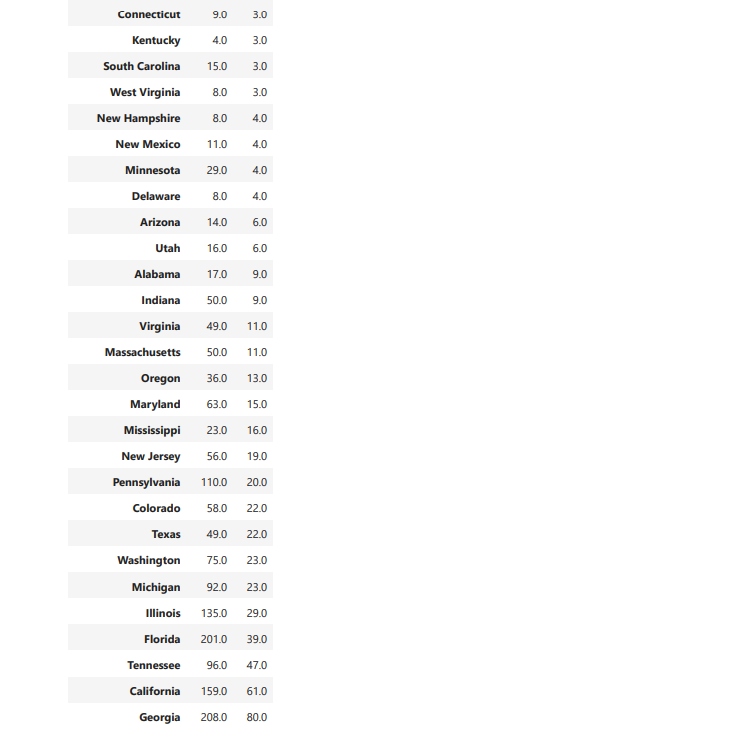 Connecticut 9.0 3.0
Kentucky 4.0 3.0
South Carolina 15.0 3.0
West Virginia 8.0 3.0
New Hampshire 8.0 4.0
New Mexico 11.0 4.0
Minnesota 29.0 4.0
Delaware 8.0 4.0
Arizona 14.0 6.0
Utah 16.0 6.0
Alabama 17.0 9.0
Indiana 50.0 9.0
Virginia 49.0 11.0
Massachusetts 50.0 11.0
Oregon 36.0 13.0
Maryland 63.0 15.0
Mississippi 23.0 16.0
New Jersey 56.0 19.0
Pennsylvania 110.0 20.0
Colorado 58.0 22.0
Texas 49.0 22.0
Washington 75.0 23.0
Michigan 92.0 23.0
Illinois 135.0 29.0
Florida 201.0 39.0
Tennessee 96.0 47.0
California 159.0 61.0
Georgia 208.0 80.0